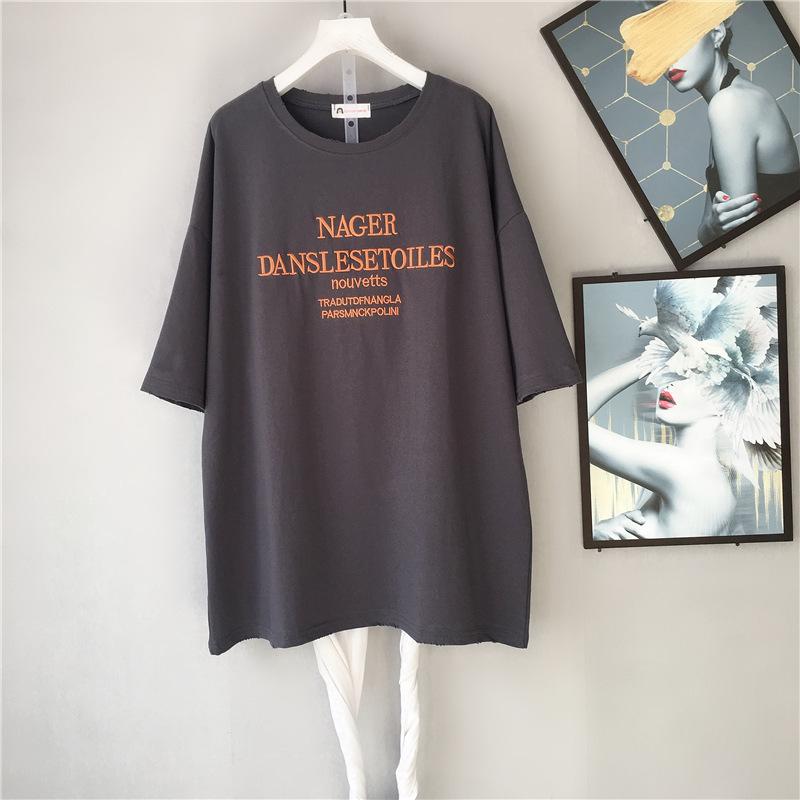 NAGER
DANSLESETOILES
nouvetts
TRADUTDFNANGLA
PARSMNCKPOLINI